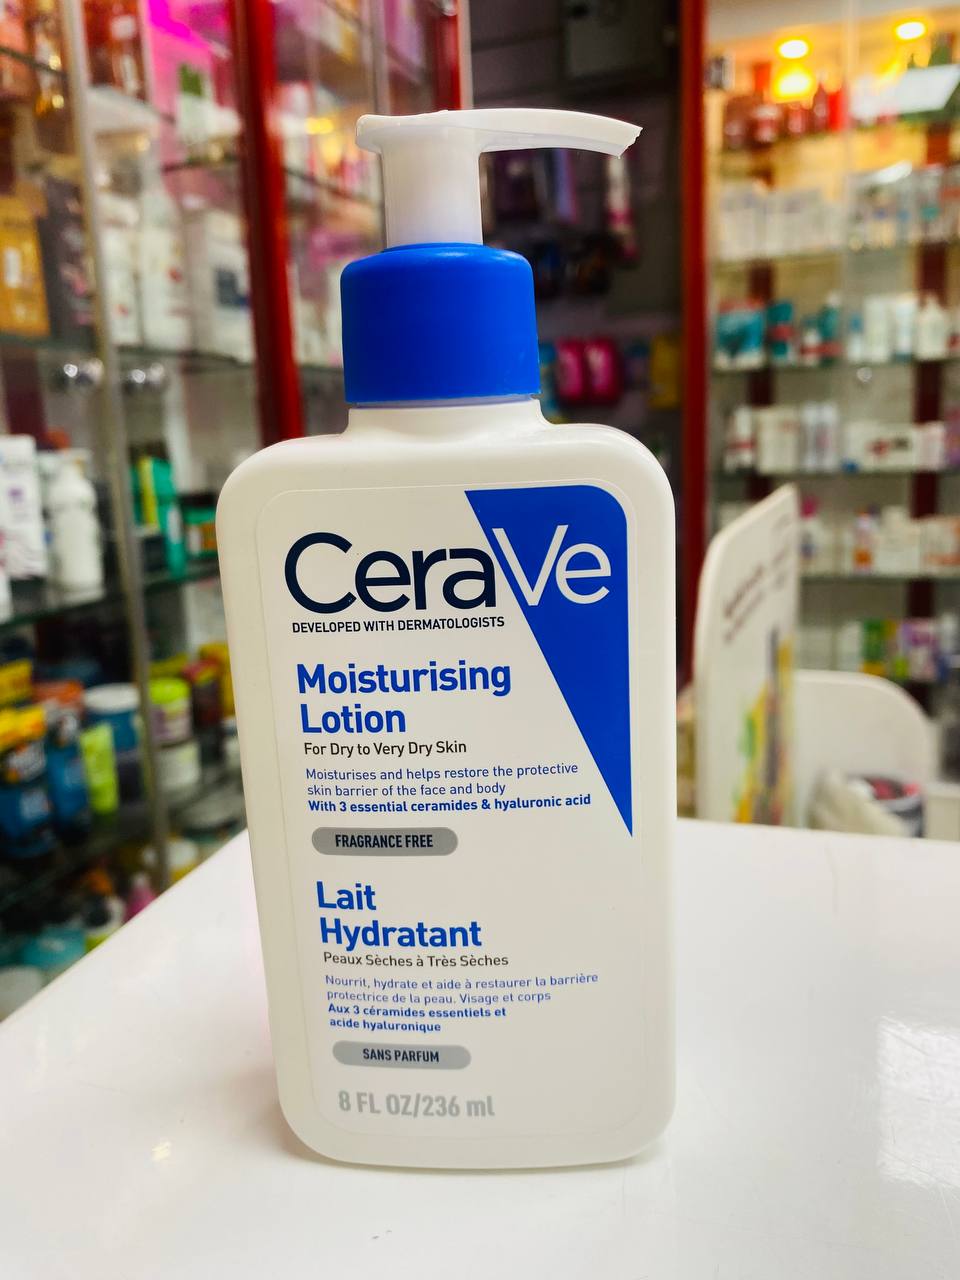 CeraVe
DEVELOPED WITH DERMATOLOGISTS
Moisturising
Lotion
For Dry to Very Dry Skin
Moisturises and helps restore the protective
skin barrier of the face and body
With 3 essential ceramides & hyaluronic acid
FRAGRANCE FREE
Lait
Hydratant
Peaux Sèches à Très Sèches
Nourrit, hydrate et aide à restaurer la barrière
protectrice de la peau. Visage et corps
Aux 3 céramides essentiels et
acide hyaluronique
SANS PARFUM
8 FL OZ/236 ml